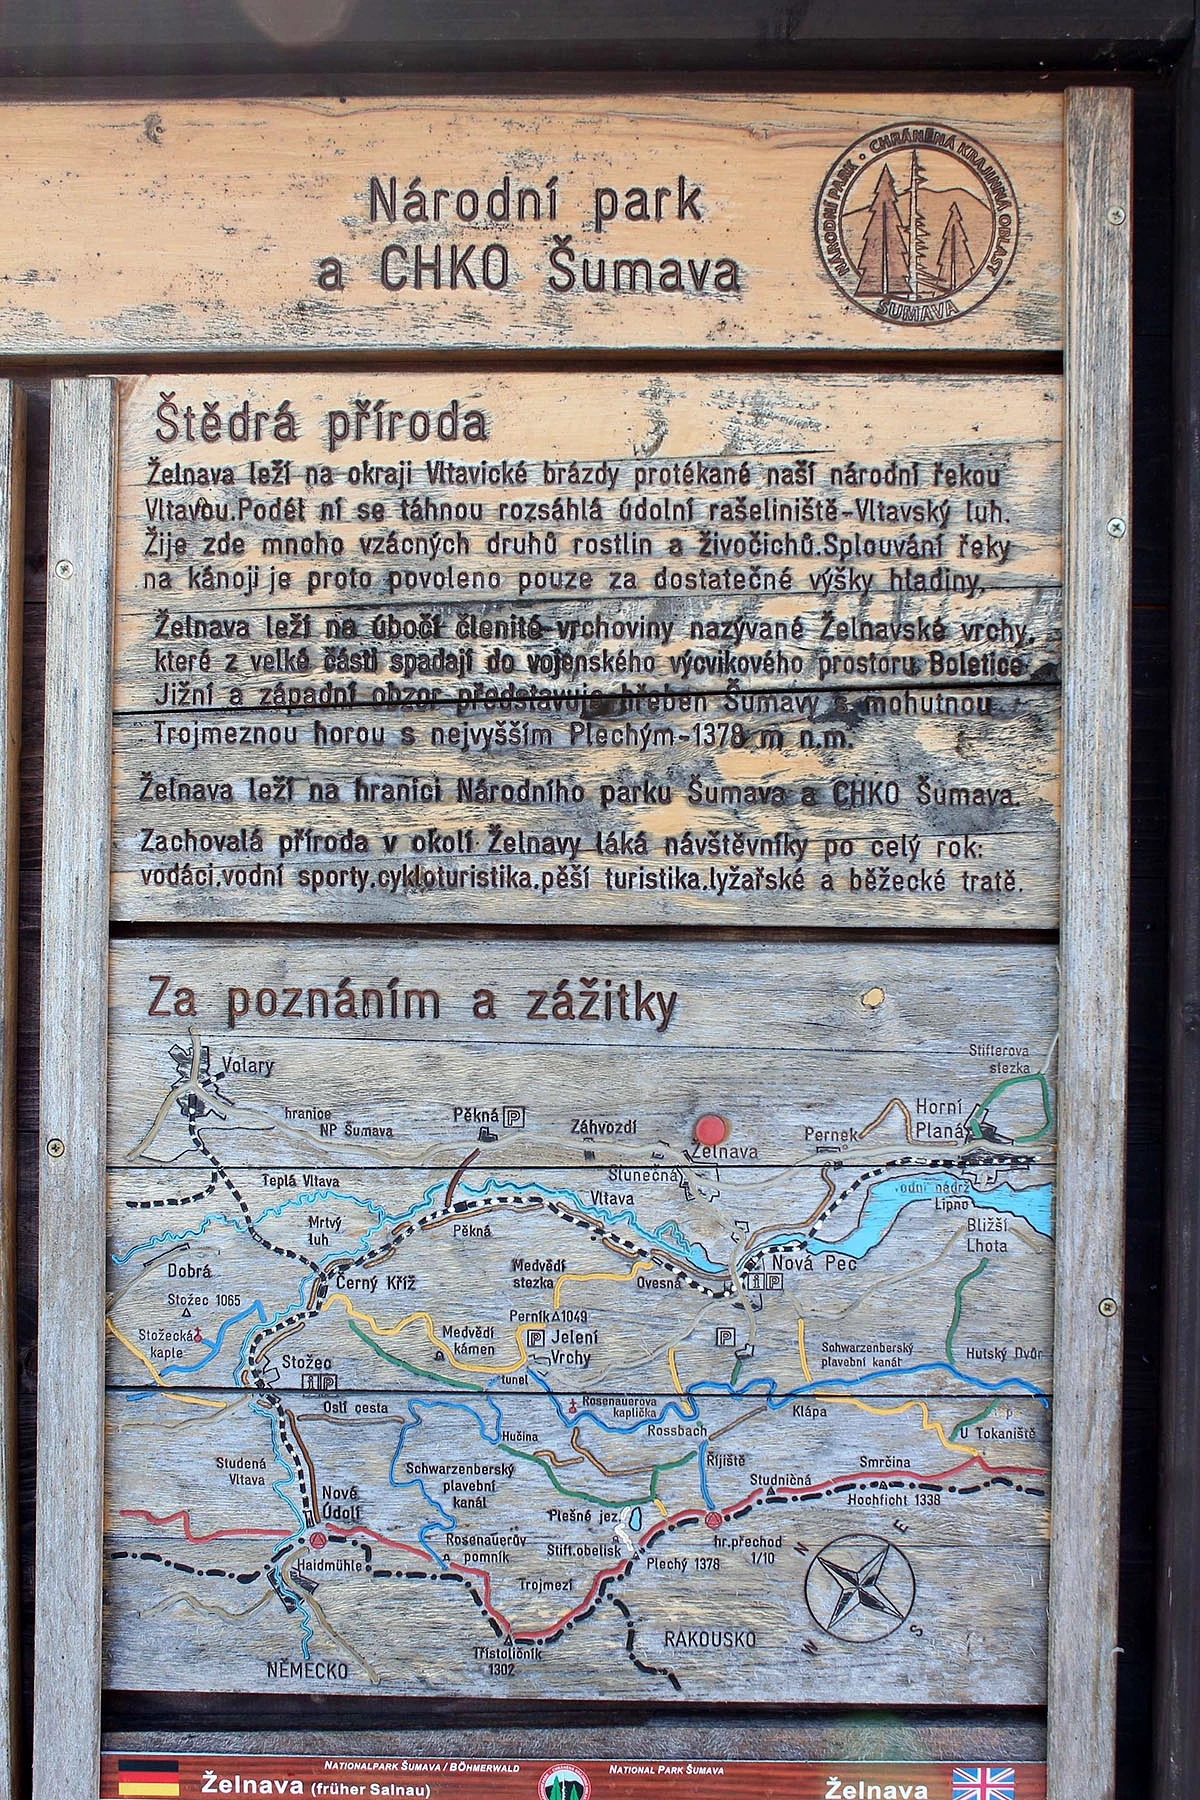 Národní park
a CHKO Šumava
NÁRODNÍ PARK · CHRÁNĚNÁ KRAJINNÁ OBLAST
ŠUMAVA
Štědrá příroda
Želnava leží na okraji Vltavické brázdy protékané naší národní řekou
Vltavou.Podél ní se táhnou rozsáhlá údolní rašeliniště-Vltavský luh.
Žije zde mnoho vzácných druhů rostlin a živočichů.Splouvání řeky
na kánoji je proto povoleno pouze za dostatečné výšky hladiny.
Želnava leží na úbočí členité vrchoviny nazývané Želnavské vrchy,
které z velké části spadají do vojenského výcvikového prostoru Boletice
Jižní a západní obzor představuje hřeben Šumavy s mohutnou
Trojmeznou horou s nejvyšším Plechým-1378 m n.m.
Želnava leží na hranici Národního parku Šumava a CHKO Šumava.
Zachovalá příroda v okolí Želnavy láká návštěvníky po celý rok:
vodáci,vodní sporty,cykloturistika,pěší turistika,lyžařské a běžecké tratě.
Za poznáním a zážitky
Stifterova
stezka
Volary
hranice
NP Šumava
Pěkná P
Záhvozdí
Želnava
Pernek
Horní
Planá
Slunečná
Teplá Vltava
Vltava
odní nádrž
Lipno
Mrtvý
luh
Pěkná
Bližší
Lhota
Dobrá
Černý Kříž
Medvědí
stezka
Ovesná
Nová Pec
i P
Stožec 1065
Stožecká
kaple
Perník 1049
P Jelení
Vrchy
Medvědí
kámen
P
Schwarzenberský
plavební kanál
Hutský Dvůr
Stožec
i P
tunel
Oslí cesta
Rosenauerova
kaplička
Klápa
Hučina
Rossbach
U Tokaniště
Studená
Vltava
Schwarzenberský
plavební
kanál
Říjiště
Studničná
Smrčina
Hochficht 1338
Nové
Údolí
Plešné jez.
Rosenauerův
pomník
Stift.obelisk
Plechý 1378
hr.přechod
1/10
Haidmühle
Trojmezí
Třístoličník
1302
NĚMECKO
RAKOUSKO
N
E
S
W
NATIONALPARK ŠUMAVA / BÖHMERWALD
Želnava (früher Salnau)
NATIONAL PARK ŠUMAVA
Želnava